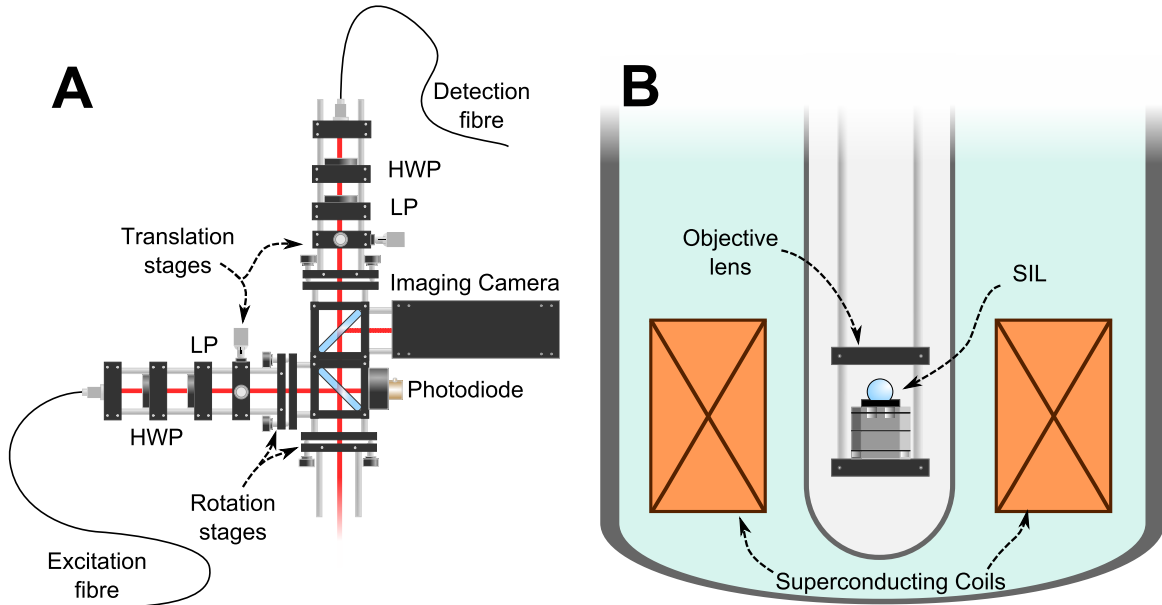 A
Detection
fibre
HWP
LP
Translation
stages
Imaging Camera
LP
Photodiode
HWP
Rotation
stages
Excitation
fibre
B
Objective
lens
SIL
Superconducting Coils